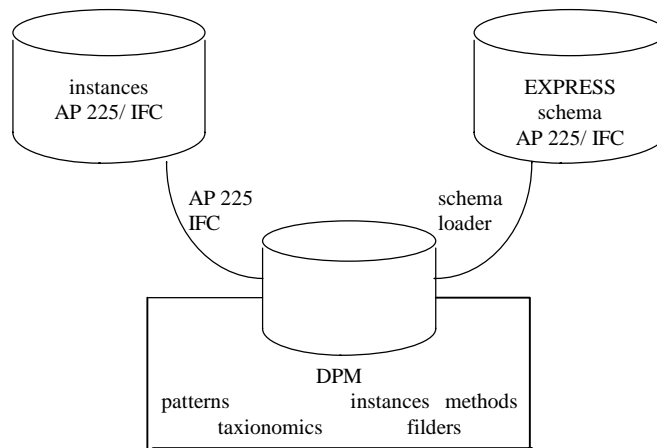 instances
AP 225/ IFC
EXPRESS
schema
AP 225/ IFC
AP 225
IFC
schema
loader
DPM
patterns instances methods
taxionomics filders